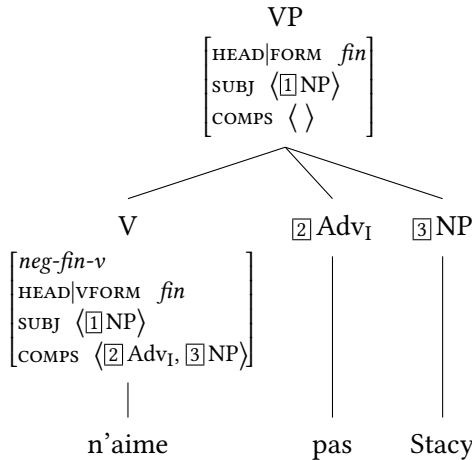 VP
[HEAD|FORM fin
SUBJ ⟨[1]NP⟩
COMPS ⟨ ⟩]
V [2]Adv_I [3]NP
[neg-fin-v
HEAD|VFORM fin
SUBJ ⟨[1]NP⟩
COMPS ⟨[2]Adv_I, [3]NP⟩]
n'aime pas Stacy